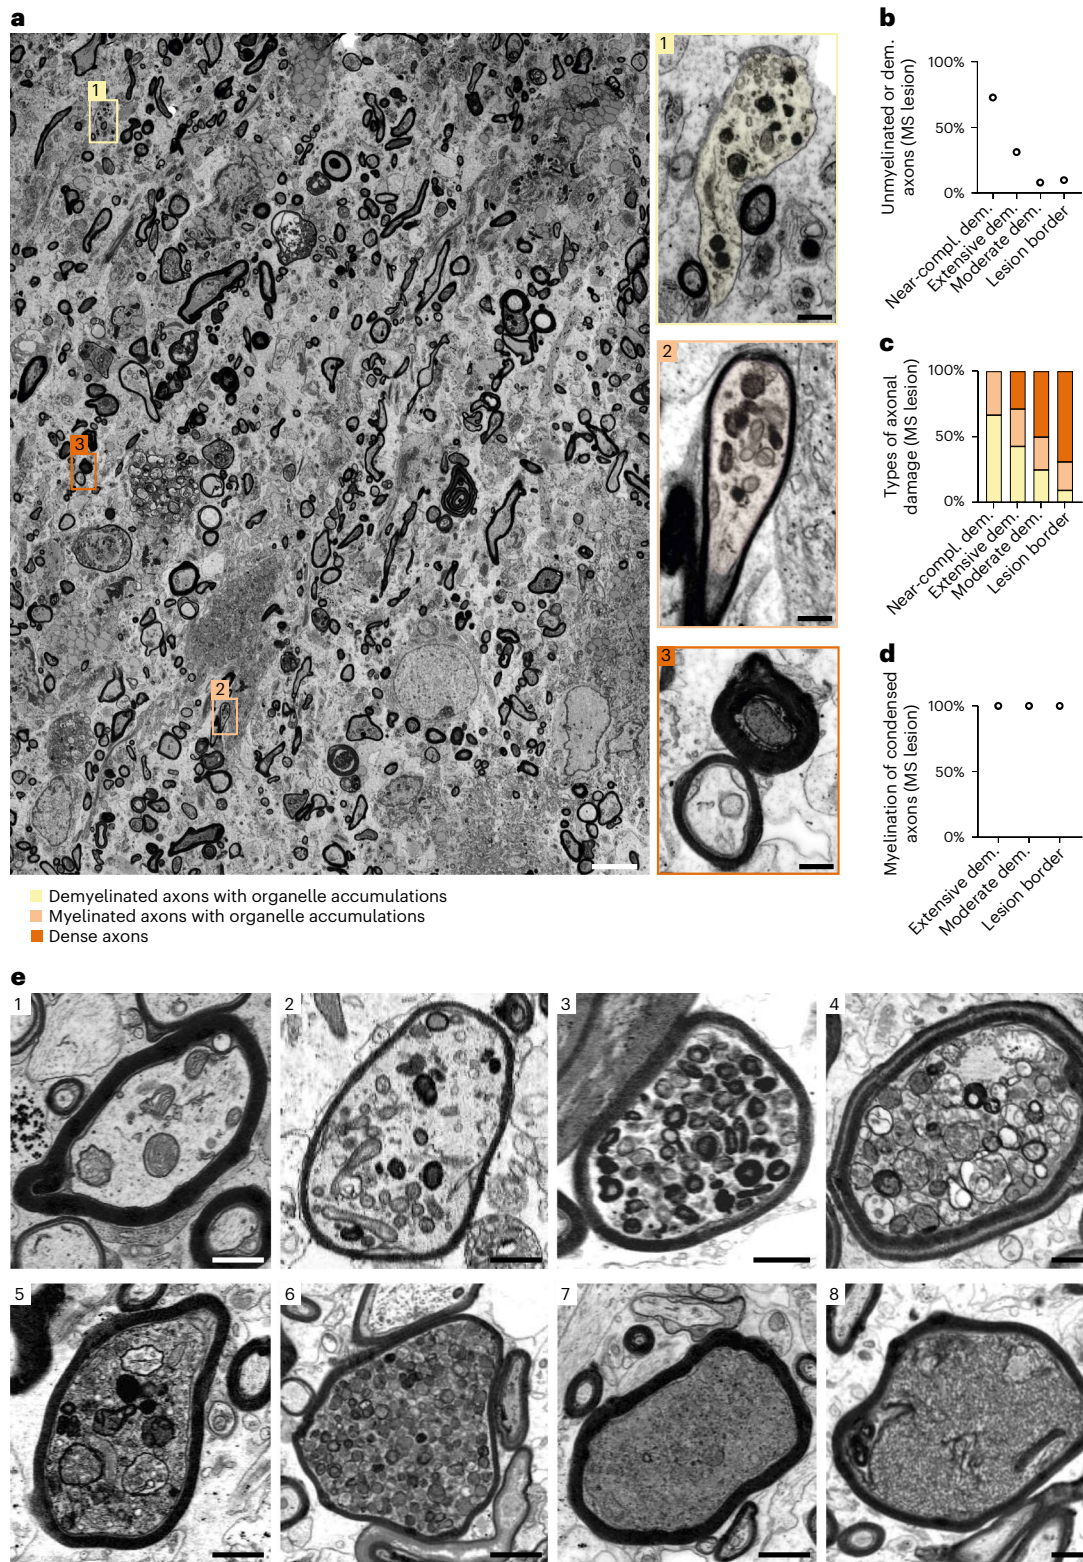 a
1
3
2
1
2
3
Demyelinated axons with organelle accumulations
Myelinated axons with organelle accumulations
Dense axons
b
Unmyelinated or dem.
axons (MS lesion)
100%
50%
0%
Near-compl. dem.
Extensive dem.
Moderate dem.
Lesion border
c
Types of axonal
damage (MS lesion)
100%
50%
0%
Near-compl. dem.
Extensive dem.
Moderate dem.
Lesion border
d
Myelination of condensed
axons (MS lesion)
100%
50%
0%
Extensive dem.
Moderate dem.
Lesion border
e
1
2
3
4
5
6
7
8